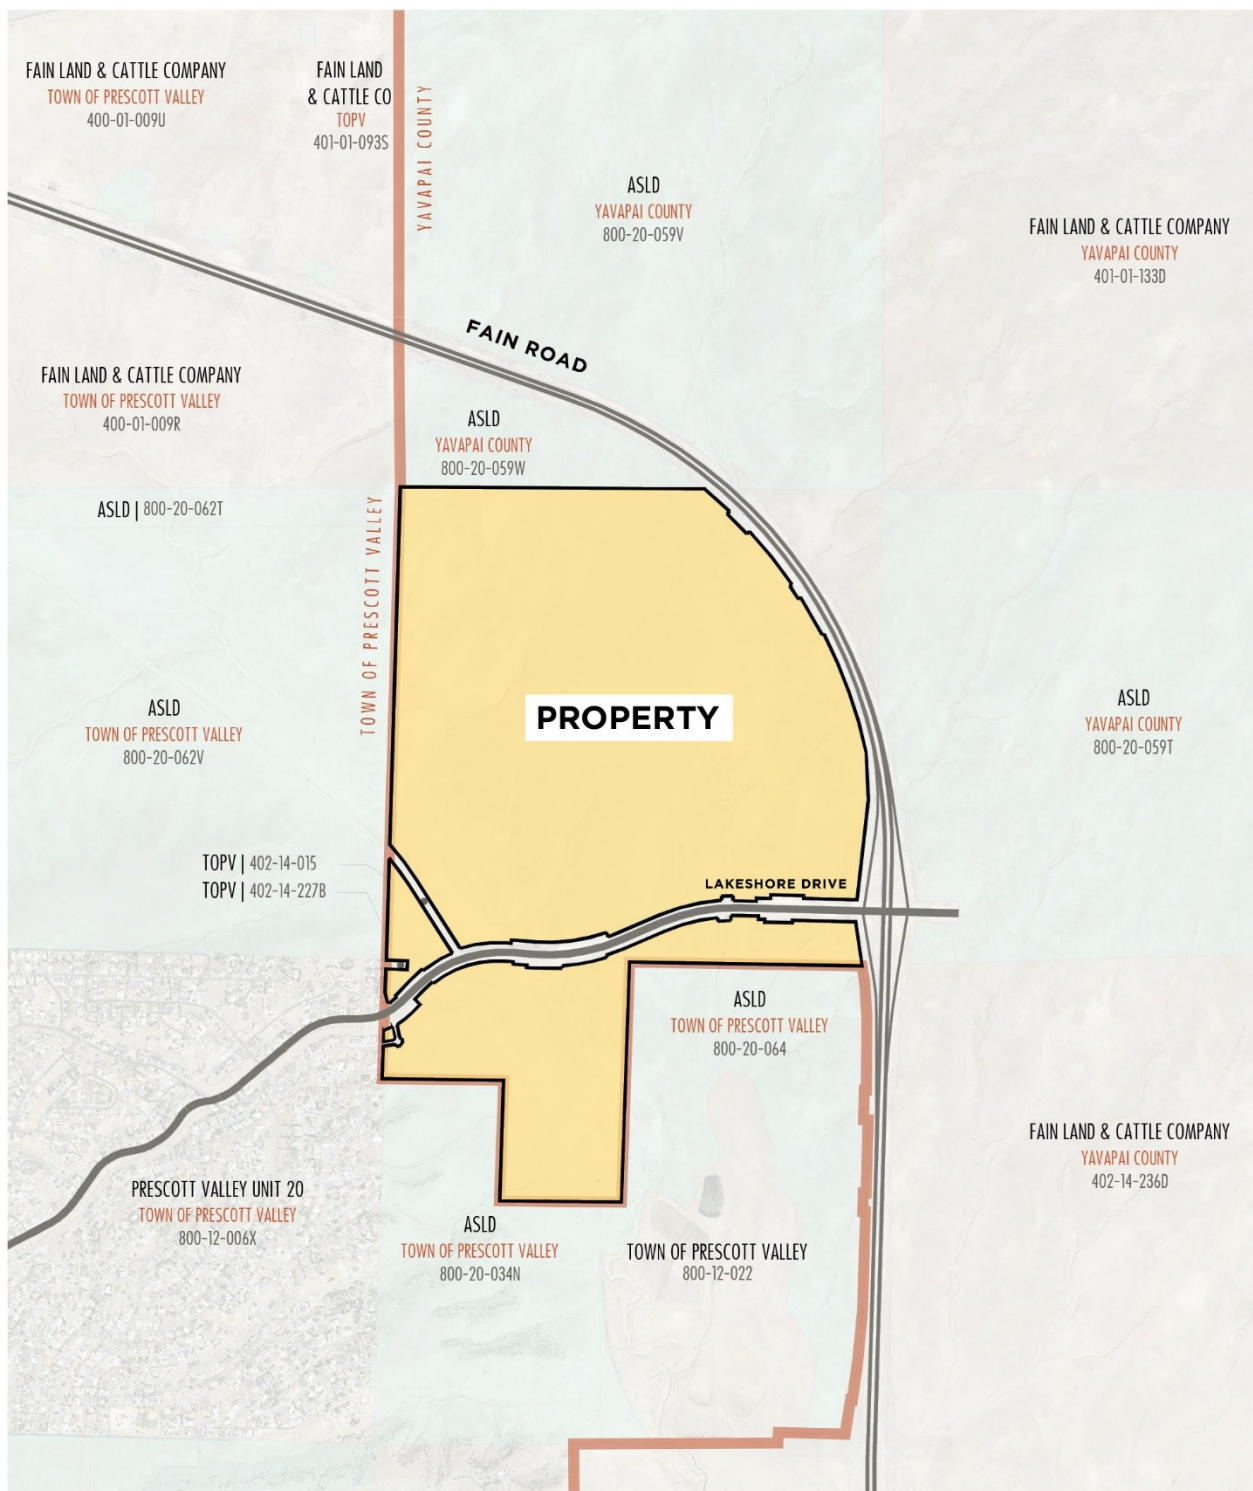 FAIN LAND & CATTLE COMPANY
TOWN OF PRESCOTT VALLEY
400-01-009U
FAIN LAND
& CATTLE CO
TOPV
401-01-093S
YAVAPAI COUNTY
ASLD
YAVAPAI COUNTY
800-20-059V
FAIN LAND & CATTLE COMPANY
YAVAPAI COUNTY
401-01-133D
FAIN ROAD
FAIN LAND & CATTLE COMPANY
TOWN OF PRESCOTT VALLEY
400-01-009R
ASLD
YAVAPAI COUNTY
800-20-059W
ASLD | 800-20-062T
TOWN OF PRESCOTT VALLEY
ASLD
TOWN OF PRESCOTT VALLEY
800-20-062V
PROPERTY
ASLD
YAVAPAI COUNTY
800-20-059T
TOPV | 402-14-015
TOPV | 402-14-227B
LAKESHORE DRIVE
ASLD
TOWN OF PRESCOTT VALLEY
800-20-064
FAIN LAND & CATTLE COMPANY
YAVAPAI COUNTY
402-14-236D
PRESCOTT VALLEY UNIT 20
TOWN OF PRESCOTT VALLEY
800-12-006X
ASLD
TOWN OF PRESCOTT VALLEY
800-20-034N
TOWN OF PRESCOTT VALLEY
800-12-022